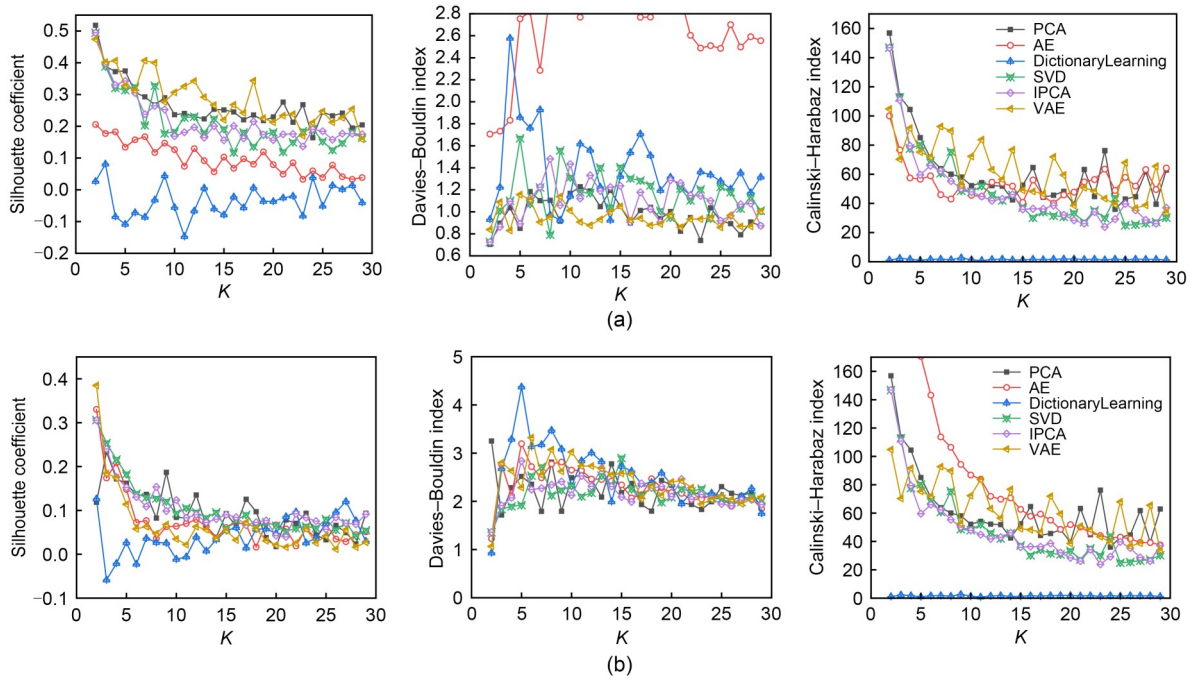 Silhouette coefficient
0.5
0.4
0.3
0.2
0.1
0.0
−0.1
−0.2
0 5 10 15 20 25 30
K
Davies–Bouldin index
2.8
2.6
2.4
2.2
2.0
1.8
1.6
1.4
1.2
1.0
0.8
0.6
0 5 10 15 20 25 30
K
Calinski–Harabaz index
160
140
120
100
80
60
40
20
0
0 5 10 15 20 25 30
K
PCA
AE
DictionaryLearning
SVD
IPCA
VAE
(a)
Silhouette coefficient
0.4
0.3
0.2
0.1
0.0
−0.1
0 5 10 15 20 25 30
K
Davies–Bouldin index
5
4
3
2
1
0
0 5 10 15 20 25 30
K
Calinski–Harabaz index
160
140
120
100
80
60
40
20
0
0 5 10 15 20 25 30
K
PCA
AE
DictionaryLearning
SVD
IPCA
VAE
(b)